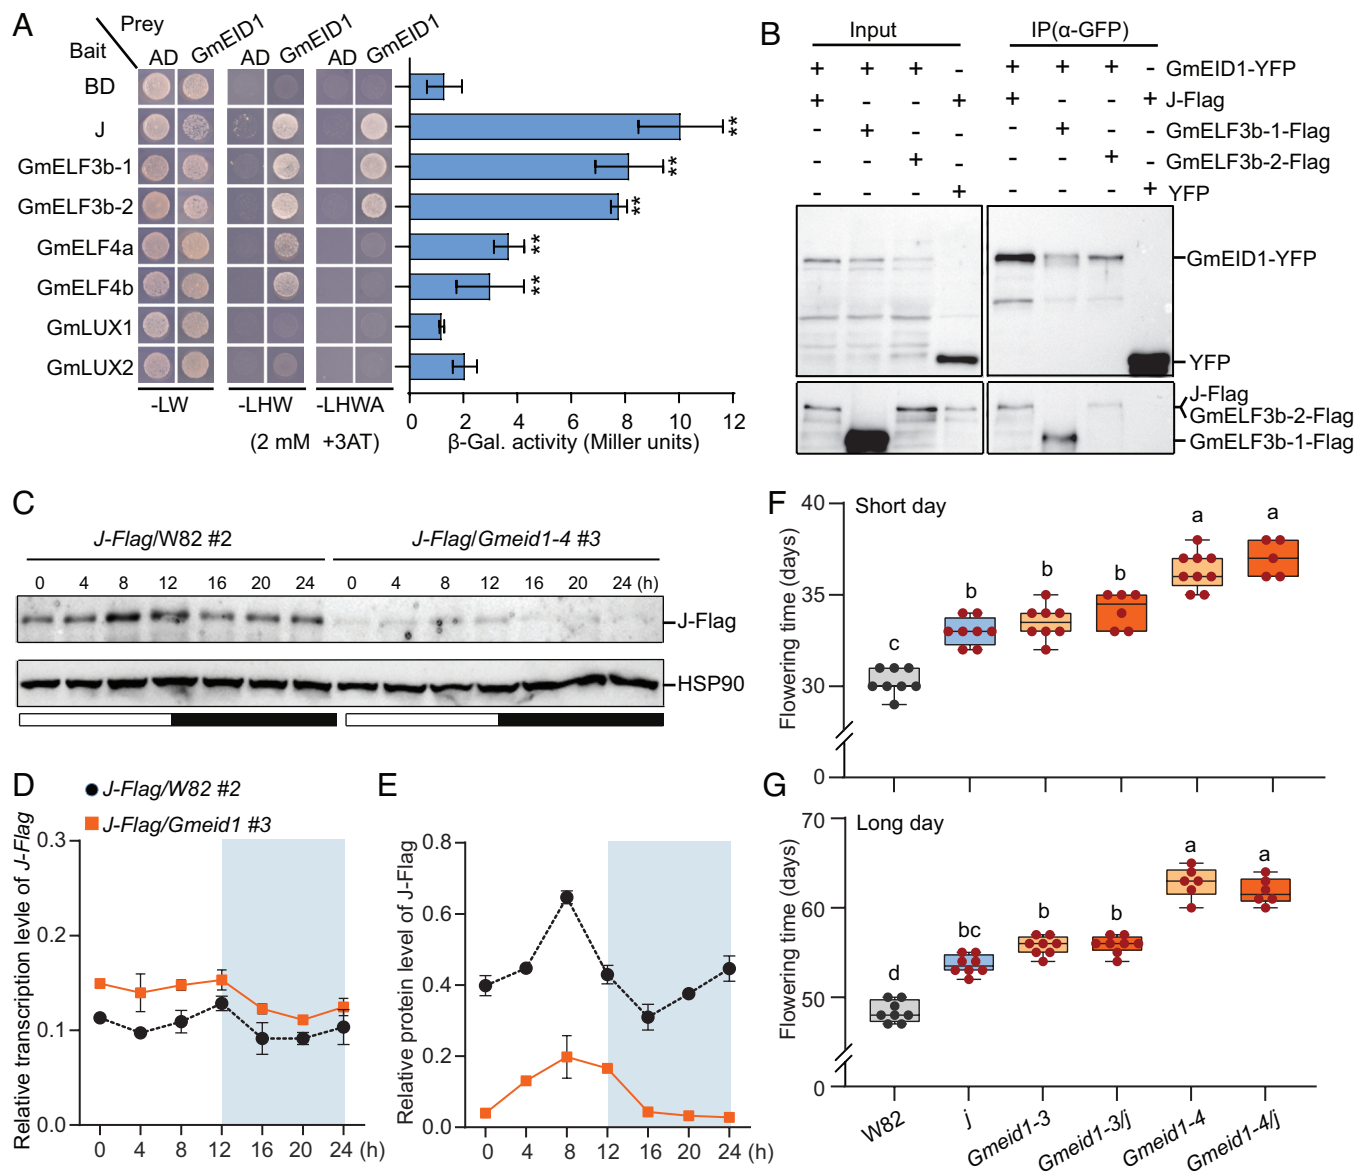 A
Prey
Bait
AD GmEID1 AD GmEID1 AD GmEID1
BD
J
GmELF3b-1
GmELF3b-2
GmELF4a
GmELF4b
GmLUX1
GmLUX2
-LW -LHW -LHWA
(2 mM +3AT)
** ** ** ** **
0 2 4 6 8 10 12
β-Gal. activity (Miller units)
B
Input IP(α-GFP)
+ + + - + + + - GmEID1-YFP
+ - - + + - - + J-Flag
- + - - - + - - GmELF3b-1-Flag
- - + - - - + - GmELF3b-2-Flag
- - - + - - - + YFP
GmEID1-YFP
YFP
J-Flag
GmELF3b-2-Flag
GmELF3b-1-Flag
C
J-Flag/W82 #2 J-Flag/Gmeid1-4 #3
0 4 8 12 16 20 24 0 4 8 12 16 20 24 (h)
J-Flag
HSP90
D
J-Flag/W82 #2
J-Flag/Gmeid1 #3
Relative transcription levle of J-Flag
0.3
0.2
0.1
0.0
0 4 8 12 16 20 24 (h)
E
Relative protein level of J-Flag
0.8
0.6
0.4
0.2
0.0
0 4 8 12 16 20 24 (h)
F
Short day
Flowering time (days)
40
35
30
0
c b b b a a
G
Long day
Flowering time (days)
70
60
50
0
d bc b b a a
W82 j Gmeid1-3 Gmeid1-3/j Gmeid1-4 Gmeid1-4/j